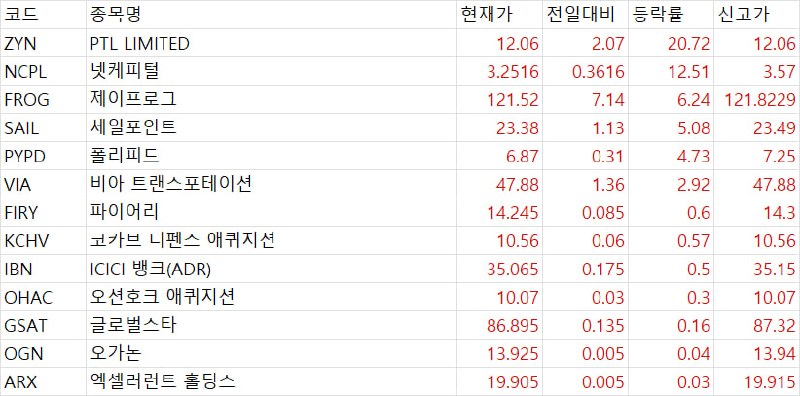 코드 종목명 현재가 전일대비 등락률 신고가
ZYN PTL LIMITED 12.06 2.07 20.72 12.06
NCPL 넷케피털 3.2516 0.3616 12.51 3.57
FROG 제이프로그 121.52 7.14 6.24 121.8229
SAIL 세일포인트 23.38 1.13 5.08 23.49
PYPD 폴리피드 6.87 0.31 4.73 7.25
VIA 비아 트랜스포테이션 47.88 1.36 2.92 47.88
FIRY 파이어리 14.245 0.085 0.6 14.3
KCHV 코카브 디펜스 애퀴지션 10.56 0.06 0.57 10.56
IBN ICICI 뱅크(ADR) 35.065 0.175 0.5 35.15
OHAC 오션호크 애퀴지션 10.07 0.03 0.3 10.07
GSAT 글로벌스타 86.895 0.135 0.16 87.32
OGN 오가논 13.925 0.005 0.04 13.94
ARX 엑셀러런트 홀딩스 19.905 0.005 0.03 19.915